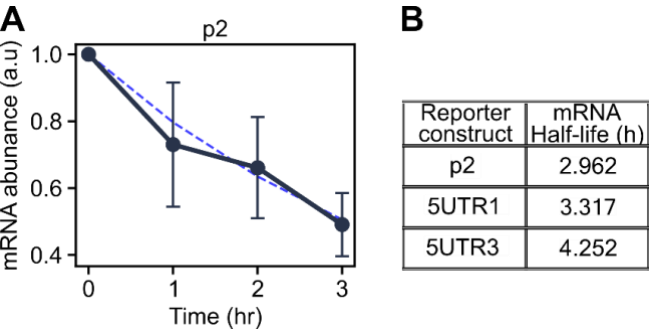 A
p2
mRNA abunance (a.u)
1.0
0.8
0.6
0.4
0 1 2 3
Time (hr)
B
Reporter construct
mRNA Half-life (h)
p2 2.962
5UTR1 3.317
5UTR3 4.252